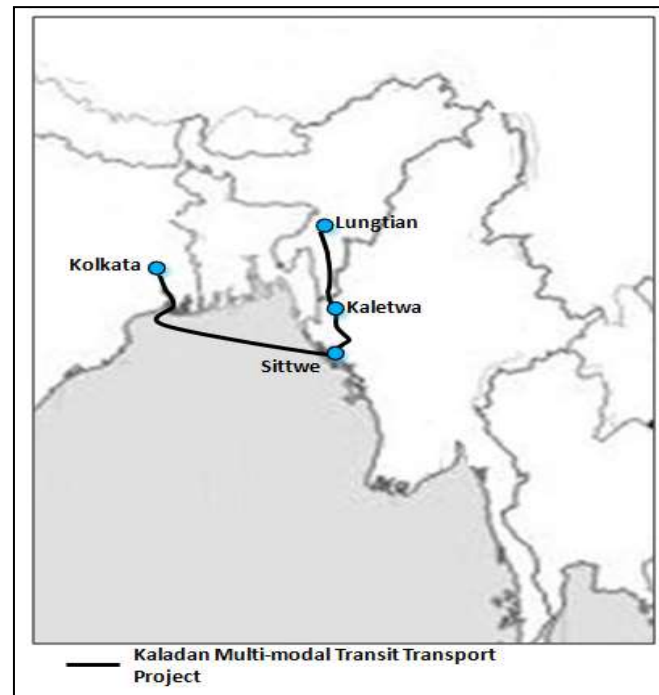 Lungtian
Kolkata
Kaletwa
Sittwe
Kaladan Multi-modal Transit Transport
Project